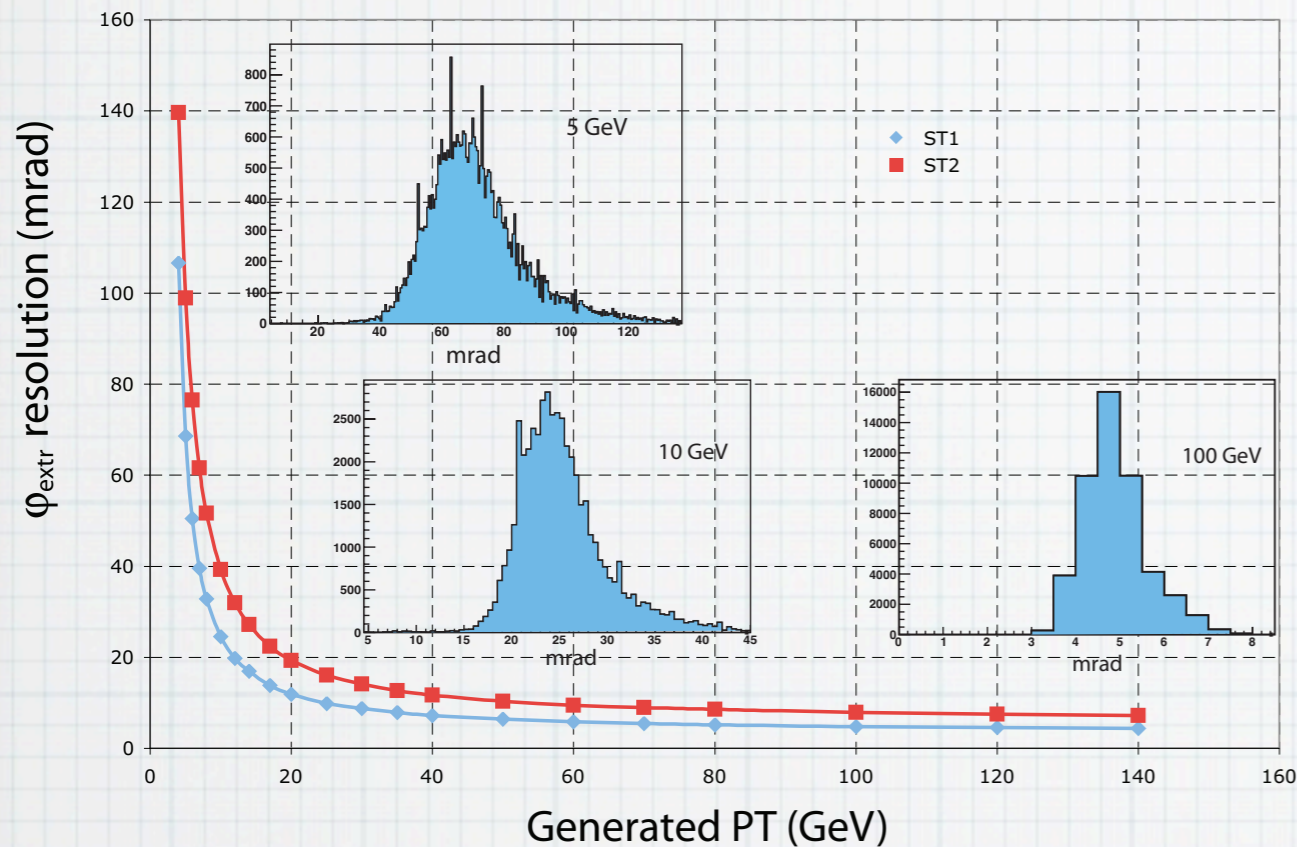 160
140
120
100
80
60
40
20
0
φextr resolution (mrad)
0 20 40 60 80 100 120 140 160
Generated PT (GeV)
ST1
ST2
800
700
600
500
400
300
200
100
0
20 40 60 80 100 120
mrad
5 GeV
2500
2000
1500
1000
500
0
5 10 15 20 25 30 35 40 45
mrad
10 GeV
16000
14000
12000
10000
8000
6000
4000
2000
0
0 1 2 3 4 5 6 7 8
mrad
100 GeV